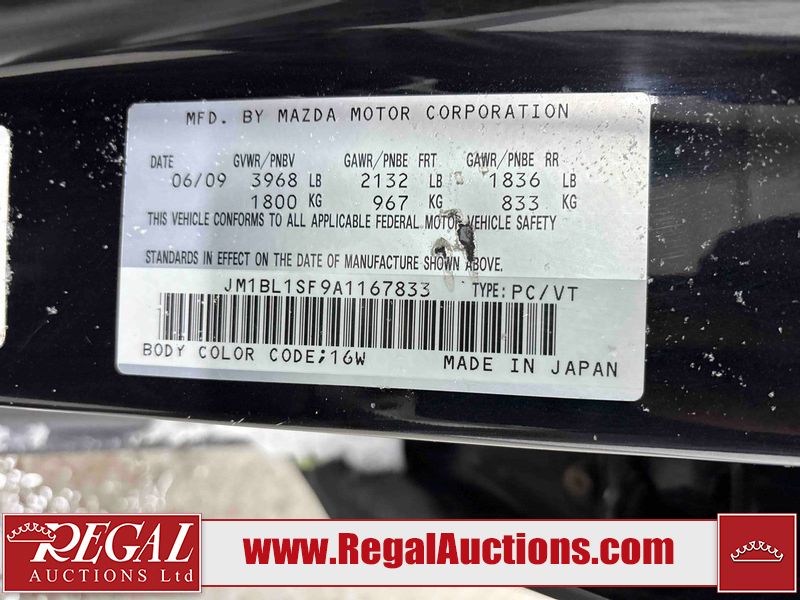 MFD. BY MAZDA MOTOR CORPORATION
DATE GVWR/PNBV GAWR/PNBE FRT GAWR/PNBE RR
06/09 3968 LB 2132 LB 1836 LB
1800 KG 967 KG 833 KG
THIS VEHICLE CONFORMS TO ALL APPLICABLE FEDERAL MOTOR VEHICLE SAFETY
STANDARDS IN EFFECT ON THE DATE OF MANUFACTURE SHOWN ABOVE.
JM1BL1SF9A1167833 TYPE: PC/VT
BODY COLOR CODE;16W MADE IN JAPAN
REGAL
AUCTIONS Ltd
www.RegalAuctions.com